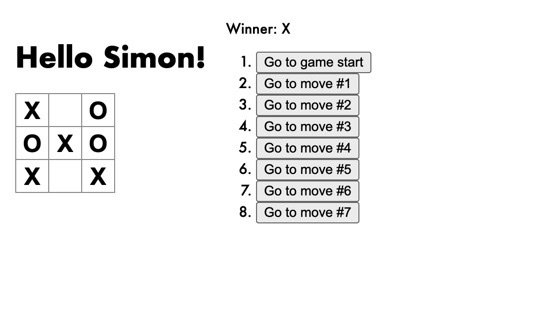 Winner: X
Hello Simon!
X O
O X O
X X
1. Go to game start
2. Go to move #1
3. Go to move #2
4. Go to move #3
5. Go to move #4
6. Go to move #5
7. Go to move #6
8. Go to move #7